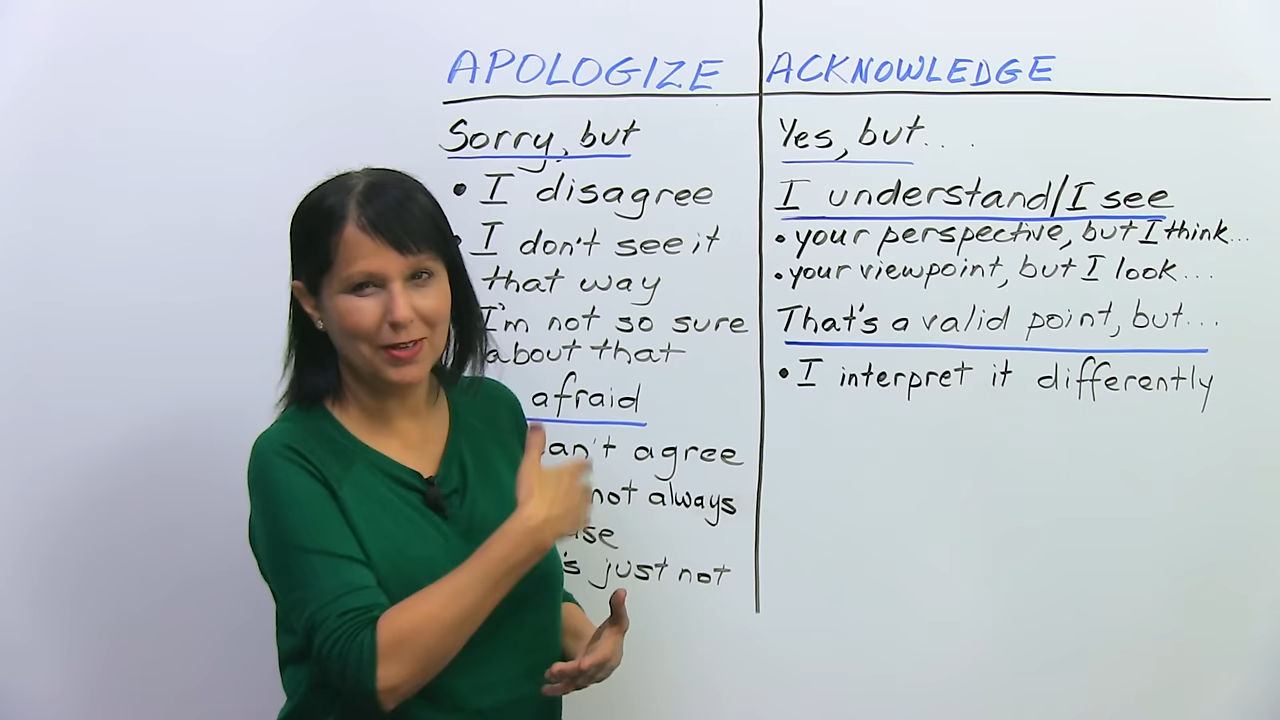 APOLOGIZE
Sorry, but
• I disagree
• I don't see it
that way
I'm not so sure
about that
afraid
agree
not always
's just not
ACKNOWLEDGE
Yes, but....
I understand/I see
• your perspective, but I think...
• your viewpoint, but I look...
That's a valid point, but...
• I interpret it differently